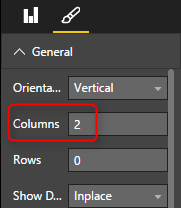 General
Orienta... Vertical
Columns 2
Rows 0
Show D... Inplace